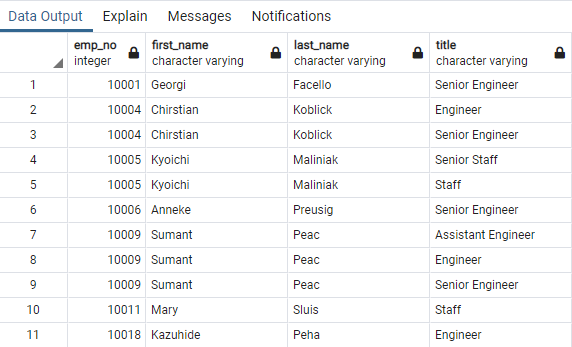 Data Output Explain Messages Notifications
emp_no first_name last_name title
integer character varying character varying character varying
1 10001 Georgi Facello Senior Engineer
2 10004 Chirstian Koblick Engineer
3 10004 Chirstian Koblick Senior Engineer
4 10005 Kyoichi Maliniak Senior Staff
5 10005 Kyoichi Maliniak Staff
6 10006 Anneke Preusig Senior Engineer
7 10009 Sumant Peac Assistant Engineer
8 10009 Sumant Peac Engineer
9 10009 Sumant Peac Senior Engineer
10 10011 Mary Sluis Staff
11 10018 Kazuhide Peha Engineer